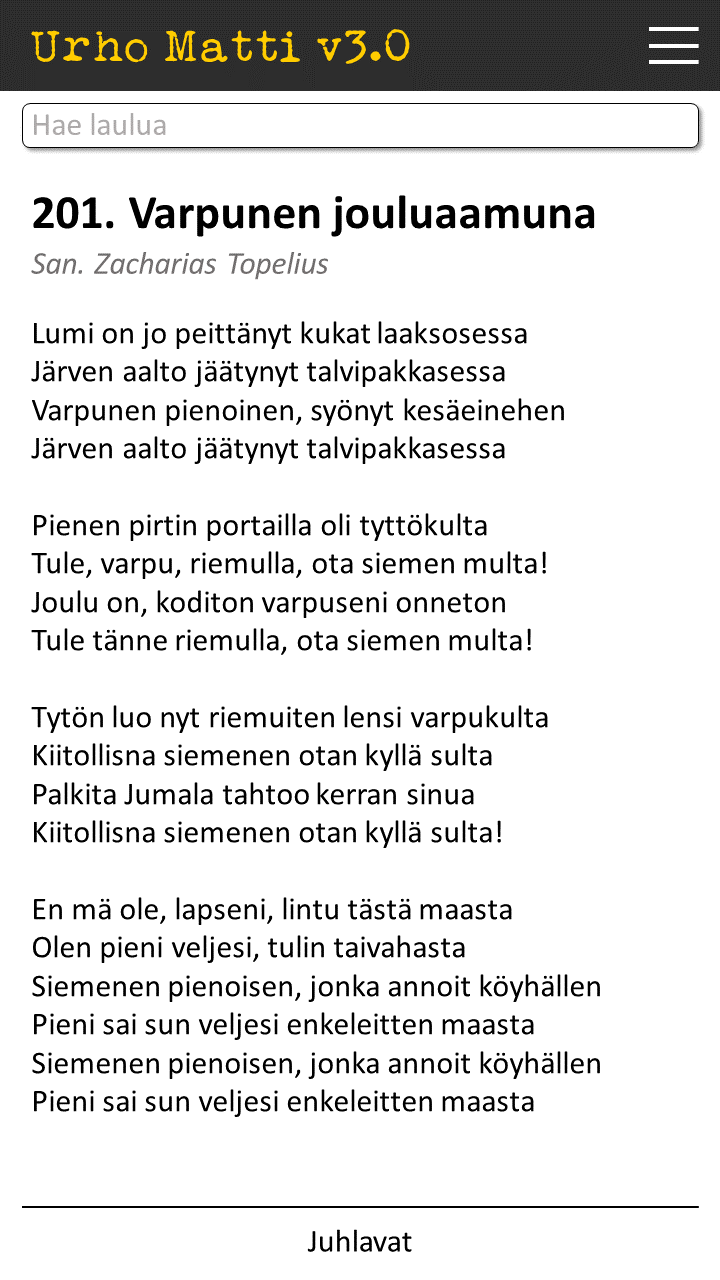 Urho Matti v3.0
Hae laulua
201. Varpunen jouluaamuna
San. Zacharias Topelius
Lumi on jo peittänyt kukat laaksosessa
Järven aalto jäätynyt talvipakkasessa
Varpunen pienoinen, syönyt kesäeinehen
Järven aalto jäätynyt talvipakkasessa
Pienen pirtin portailla oli tyttökulta
Tule, varpu, riemulla, ota siemen multa!
Joulu on, koditon varpuseni onneton
Tule tänne riemulla, ota siemen multa!
Tytön luo nyt riemuiten lensi varpukulta
Kiitollisna siemenen otan kyllä sulta
Palkita Jumala tahtoo kerran sinua
Kiitollisna siemenen otan kyllä sulta!
En mä ole, lapseni, lintu tästä maasta
Olen pieni veljesi, tulin taivahasta
Siemenen pienoisen, jonka annoit köyhällen
Pieni sai sun veljesi enkeleitten maasta
Siemenen pienoisen, jonka annoit köyhällen
Pieni sai sun veljesi enkeleitten maasta
Juhlavat